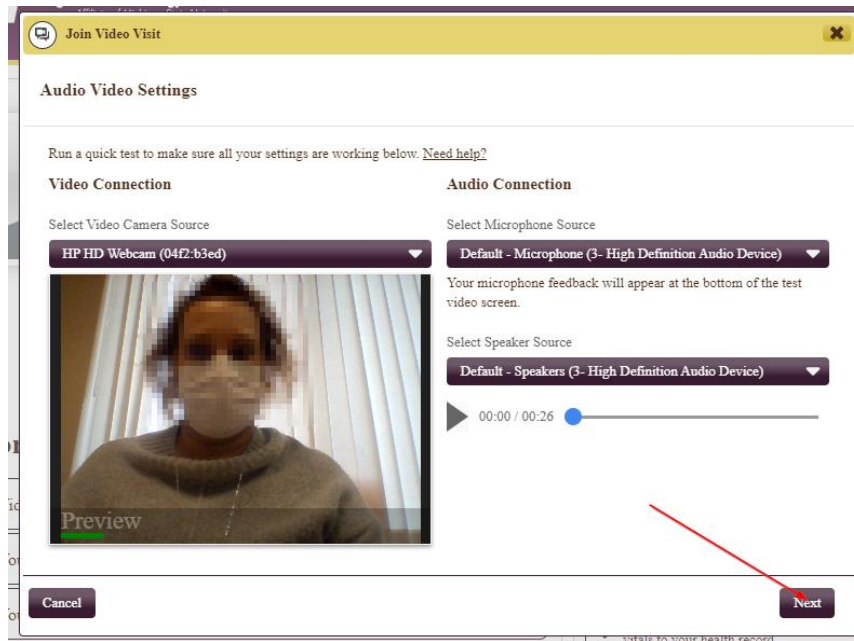 Join Video Visit
Audio Video Settings
Run a quick test to make sure all your settings are working below. Need help?
Video Connection
Select Video Camera Source
HP HD Webcam (04f2:b3ed)
Preview
Audio Connection
Select Microphone Source
Default - Microphone (3- High Definition Audio Device)
Your microphone feedback will appear at the bottom of the test
video screen.
Select Speaker Source
Default - Speakers (3- High Definition Audio Device)
00:00 / 00:26
Cancel
Next
vitals to your health record